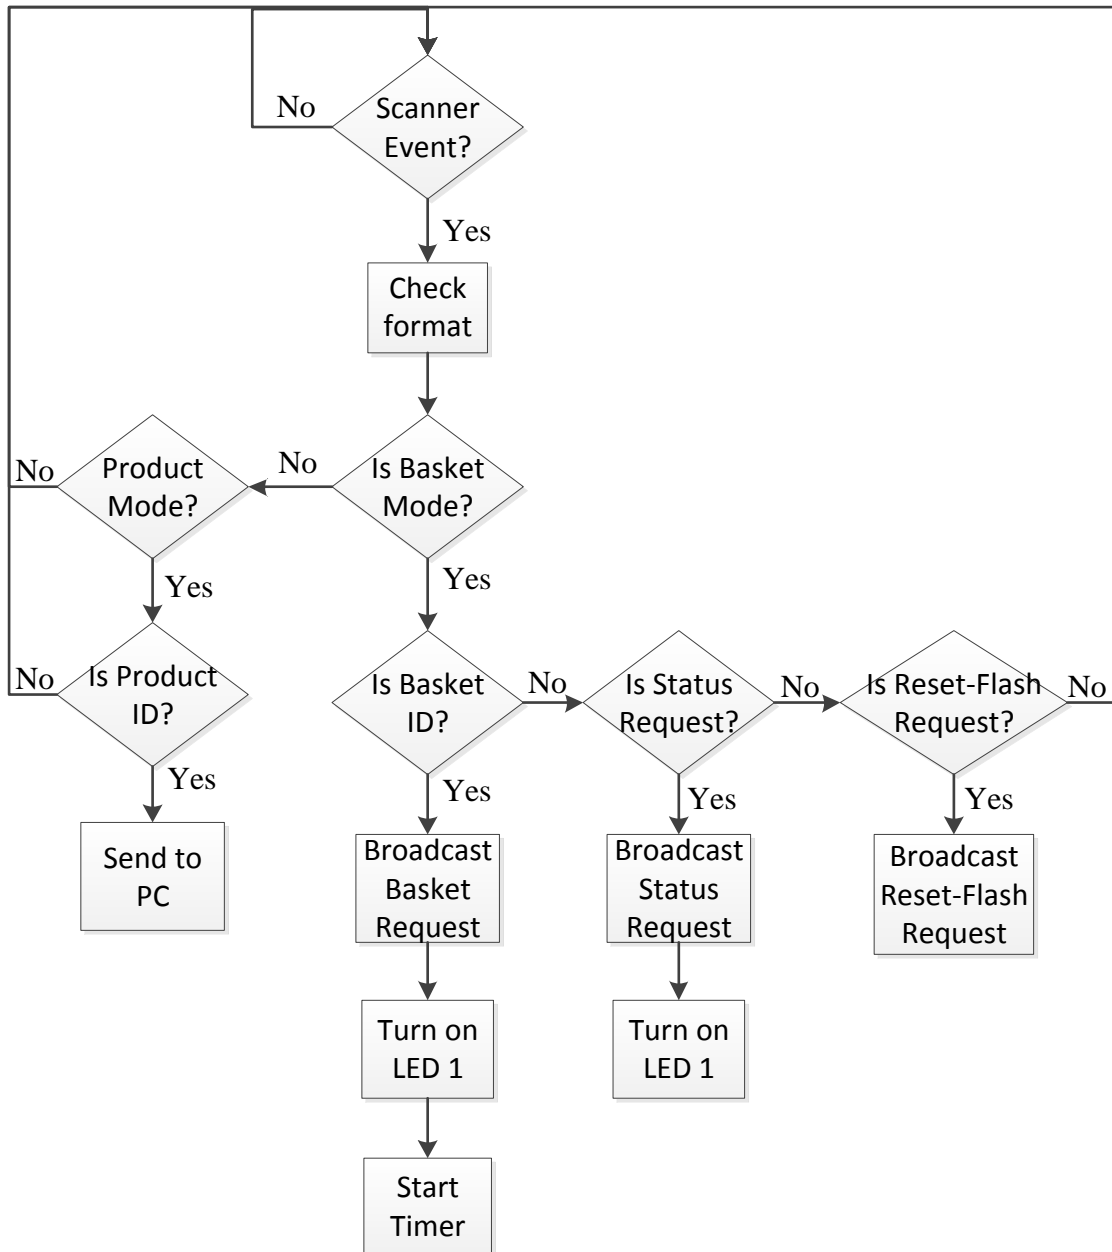 No
Scanner
Event?
Yes
Check
format
No
Product
Mode?
No
Is Basket
Mode?
Yes
Yes
No
Is Product
ID?
Is Basket
ID?
No
Is Status
Request?
No
Is Reset-Flash
Request?
No
Yes
Yes
Yes
Yes
Send to
PC
Broadcast
Basket
Request
Broadcast
Status
Request
Broadcast
Reset-Flash
Request
Turn on
LED 1
Turn on
LED 1
Start
Timer